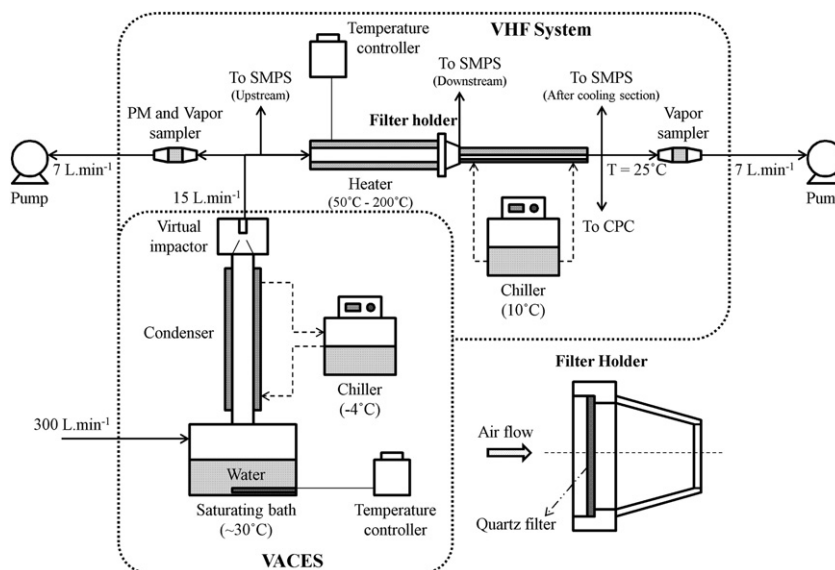 VHF System
Temperature
controller
To SMPS
(Upstream)
To SMPS
(Downstream)
To SMPS
(After cooling section)
PM and Vapor
sampler
Filter holder
Vapor
sampler
7 L.min⁻¹
Pump
15 L.min⁻¹
Heater
(50˚C - 200˚C)
T = 25˚C
7 L.min⁻¹
Pump
To CPC
Chiller
(10˚C)
Virtual
impactor
Condenser
Chiller
(-4˚C)
300 L.min⁻¹
Water
Saturating bath
(~30˚C)
Temperature
controller
VACES
Filter Holder
Air flow
Quartz filter